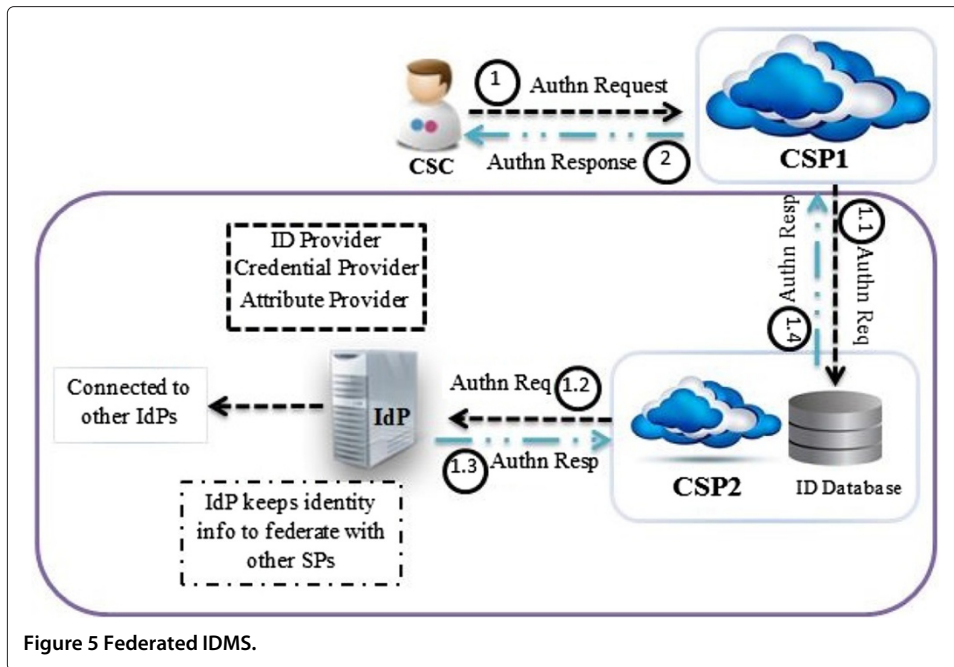 1 Authn Request
Authn Response 2
CSC
CSP1
1.1 Authn Req
1.4 Authn Resp
ID Provider
Credential Provider
Attribute Provider
Connected to
other IdPs
IdP
Authn Req 1.2
1.3 Authn Resp
CSP2
ID Database
IdP keeps identity
info to federate with
other SPs
Figure 5 Federated IDMS.